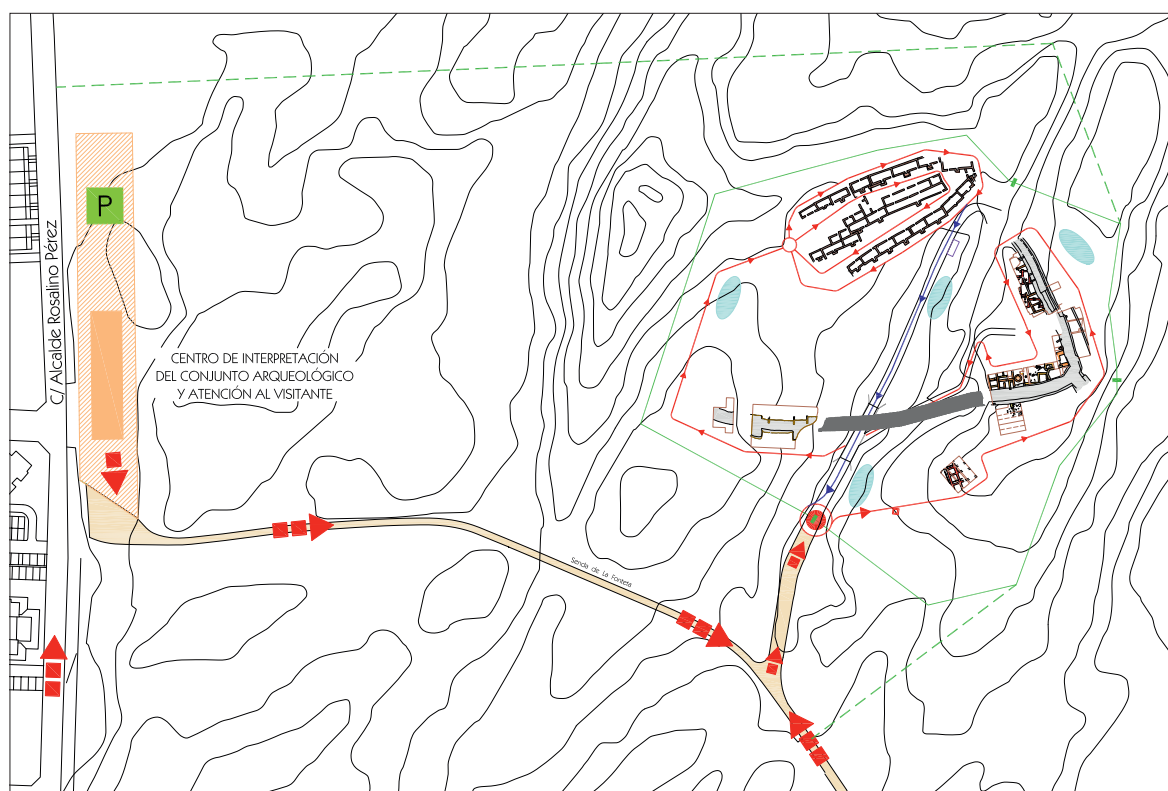 P
C/ Alcalde Rosalino Pérez
CENTRO DE INTERPRETACIÓN
DEL CONJUNTO ARQUEOLÓGICO
Y ATENCIÓN AL VISITANTE
Senda de La Fonteta